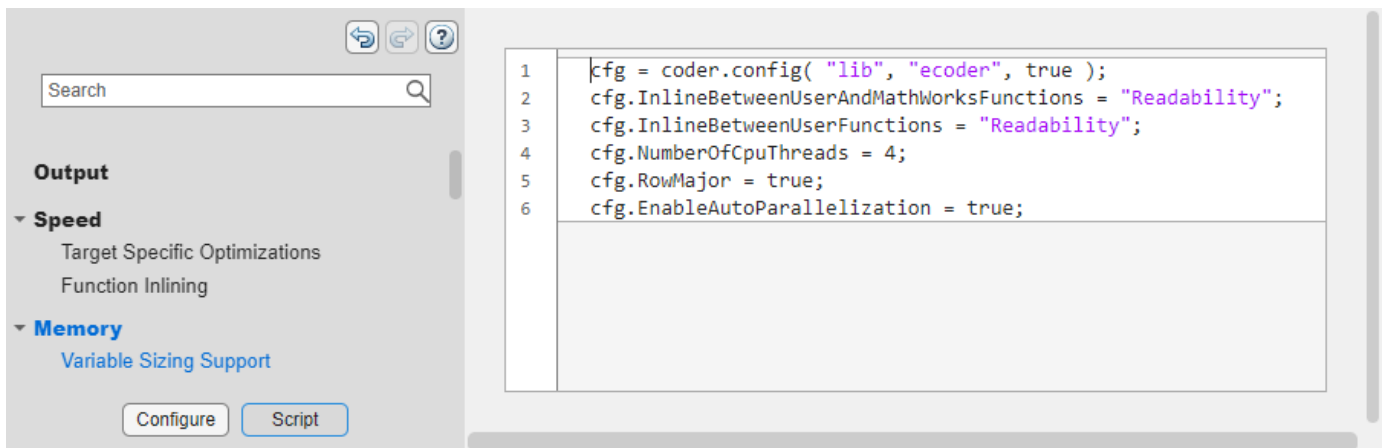 Search
Output
Speed
Target Specific Optimizations
Function Inlining
Memory
Variable Sizing Support
Configure
Script
1 cfg = coder.config( "lib", "ecoder", true );
2 cfg.InlineBetweenUserAndMathWorksFunctions = "Readability";
3 cfg.InlineBetweenUserFunctions = "Readability";
4 cfg.NumberOfCpuThreads = 4;
5 cfg.RowMajor = true;
6 cfg.EnableAutoParallelization = true;